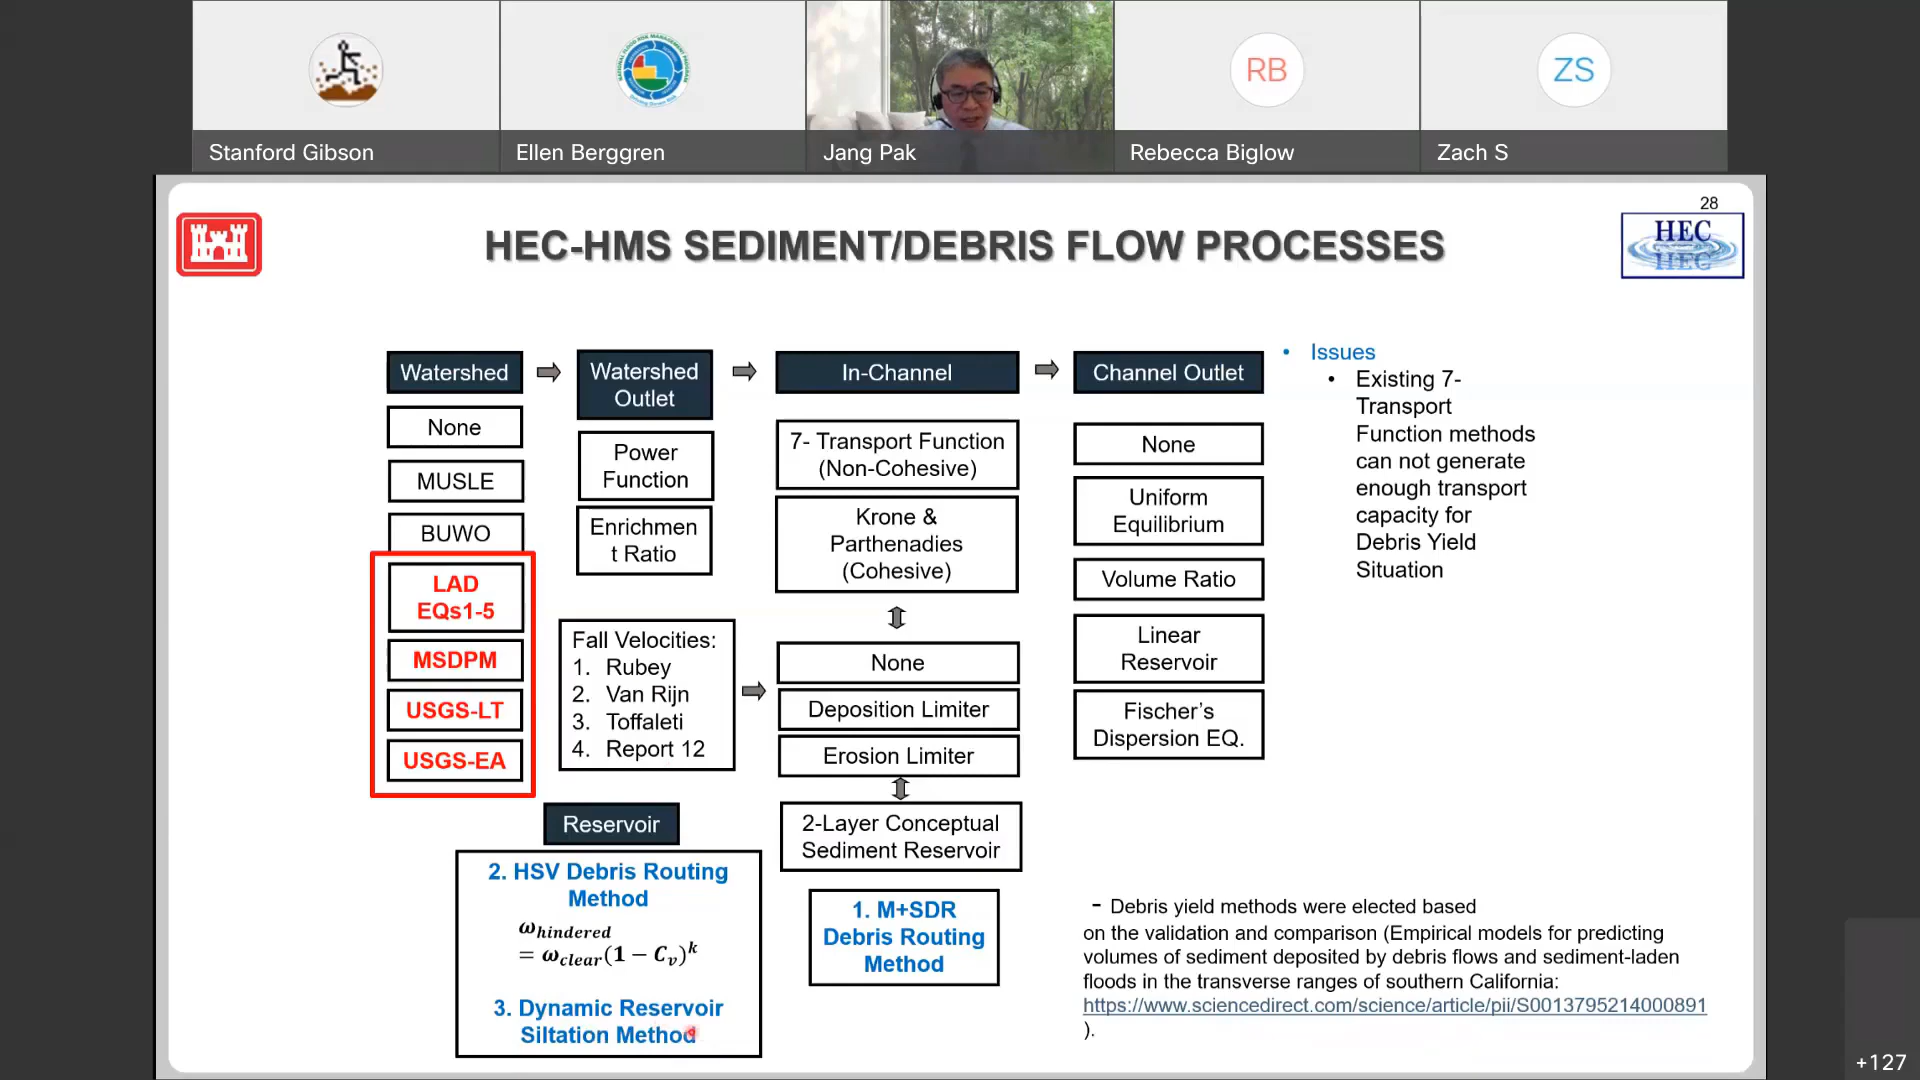 RB
ZS
Stanford Gibson
Ellen Berggren
Jang Pak
Rebecca Biglow
Zach S
28
HEC-HMS SEDIMENT/DEBRIS FLOW PROCESSES
HEC
Watershed
None
MUSLE
BUWO
LAD
EQs1-5
MSDPM
USGS-LT
USGS-EA
Watershed
Outlet
Power
Function
Enrichmen
t Ratio
Fall Velocities:
1. Rubey
2. Van Rijn
3. Toffaleti
4. Report 12
In-Channel
7- Transport Function
(Non-Cohesive)
Krone &
Parthenadies
(Cohesive)
None
Deposition Limiter
Erosion Limiter
2-Layer Conceptual
Sediment Reservoir
1. M+SDR
Debris Routing
Method
Channel Outlet
None
Uniform
Equilibrium
Volume Ratio
Linear
Reservoir
Fischer's
Dispersion EQ.
• Issues
• Existing 7-
Transport
Function methods
can not generate
enough transport
capacity for
Debris Yield
Situation
Reservoir
2. HSV Debris Routing
Method
ω_hindered
= ω_clear(1 − C_v)^k
3. Dynamic Reservoir
Siltation Method
- Debris yield methods were elected based
on the validation and comparison (Empirical models for predicting
volumes of sediment deposited by debris flows and sediment-laden
floods in the transverse ranges of southern California:
https://www.sciencedirect.com/science/article/pii/S0013795214000891
).
+127